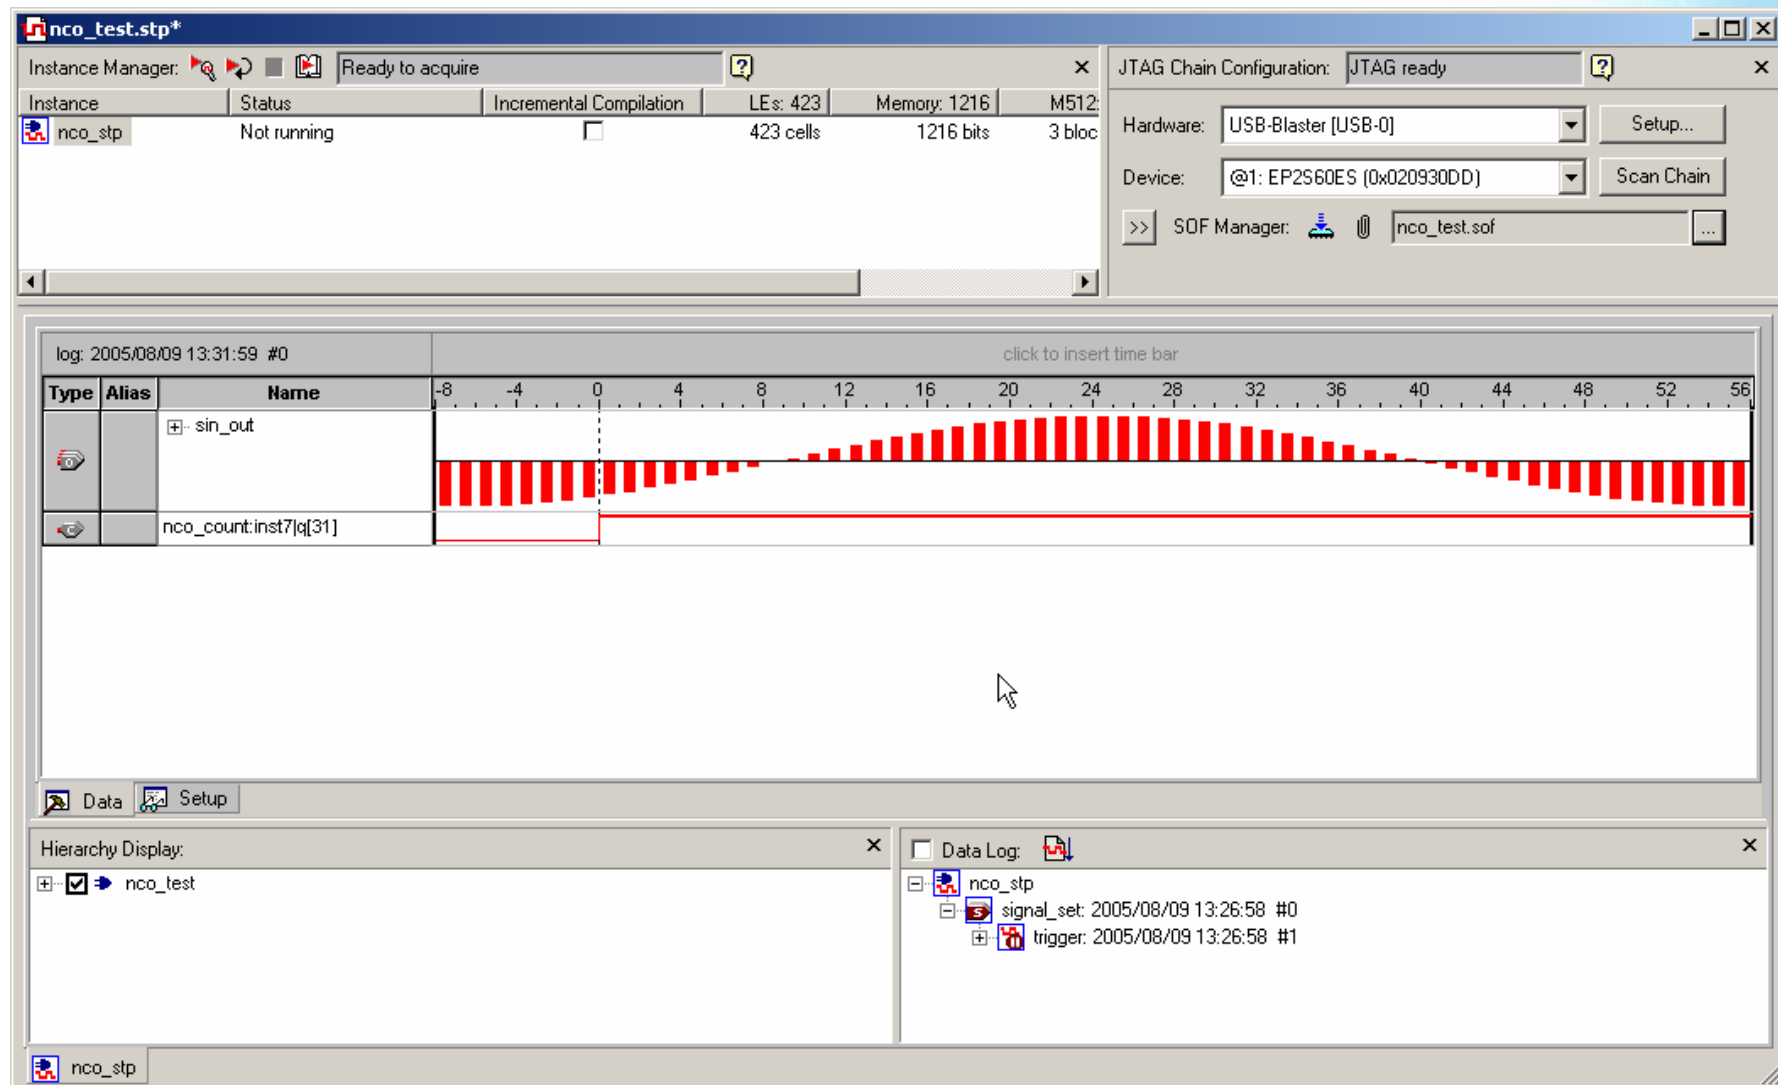 nco_test.stp*
Instance Manager: Ready to acquire
JTAG Chain Configuration: JTAG ready
Instance Status Incremental Compilation LEs: 423 Memory: 1216 M512:
nco_stp Not running 423 cells 1216 bits 3 bloc
Hardware: USB-Blaster [USB-0] Setup...
Device: @1: EP2S60ES (0x020930DD) Scan Chain
>> SOF Manager: nco_test.sof ...
log: 2005/08/09 13:31:59 #0 click to insert time bar
Type Alias Name -8 -4 0 4 8 12 16 20 24 28 32 36 40 44 48 52 56
sin_out
nco_count:inst7|q[31]
Data Setup
Hierarchy Display:
nco_test
Data Log:
nco_stp
signal_set: 2005/08/09 13:26:58 #0
trigger: 2005/08/09 13:26:58 #1
nco_stp